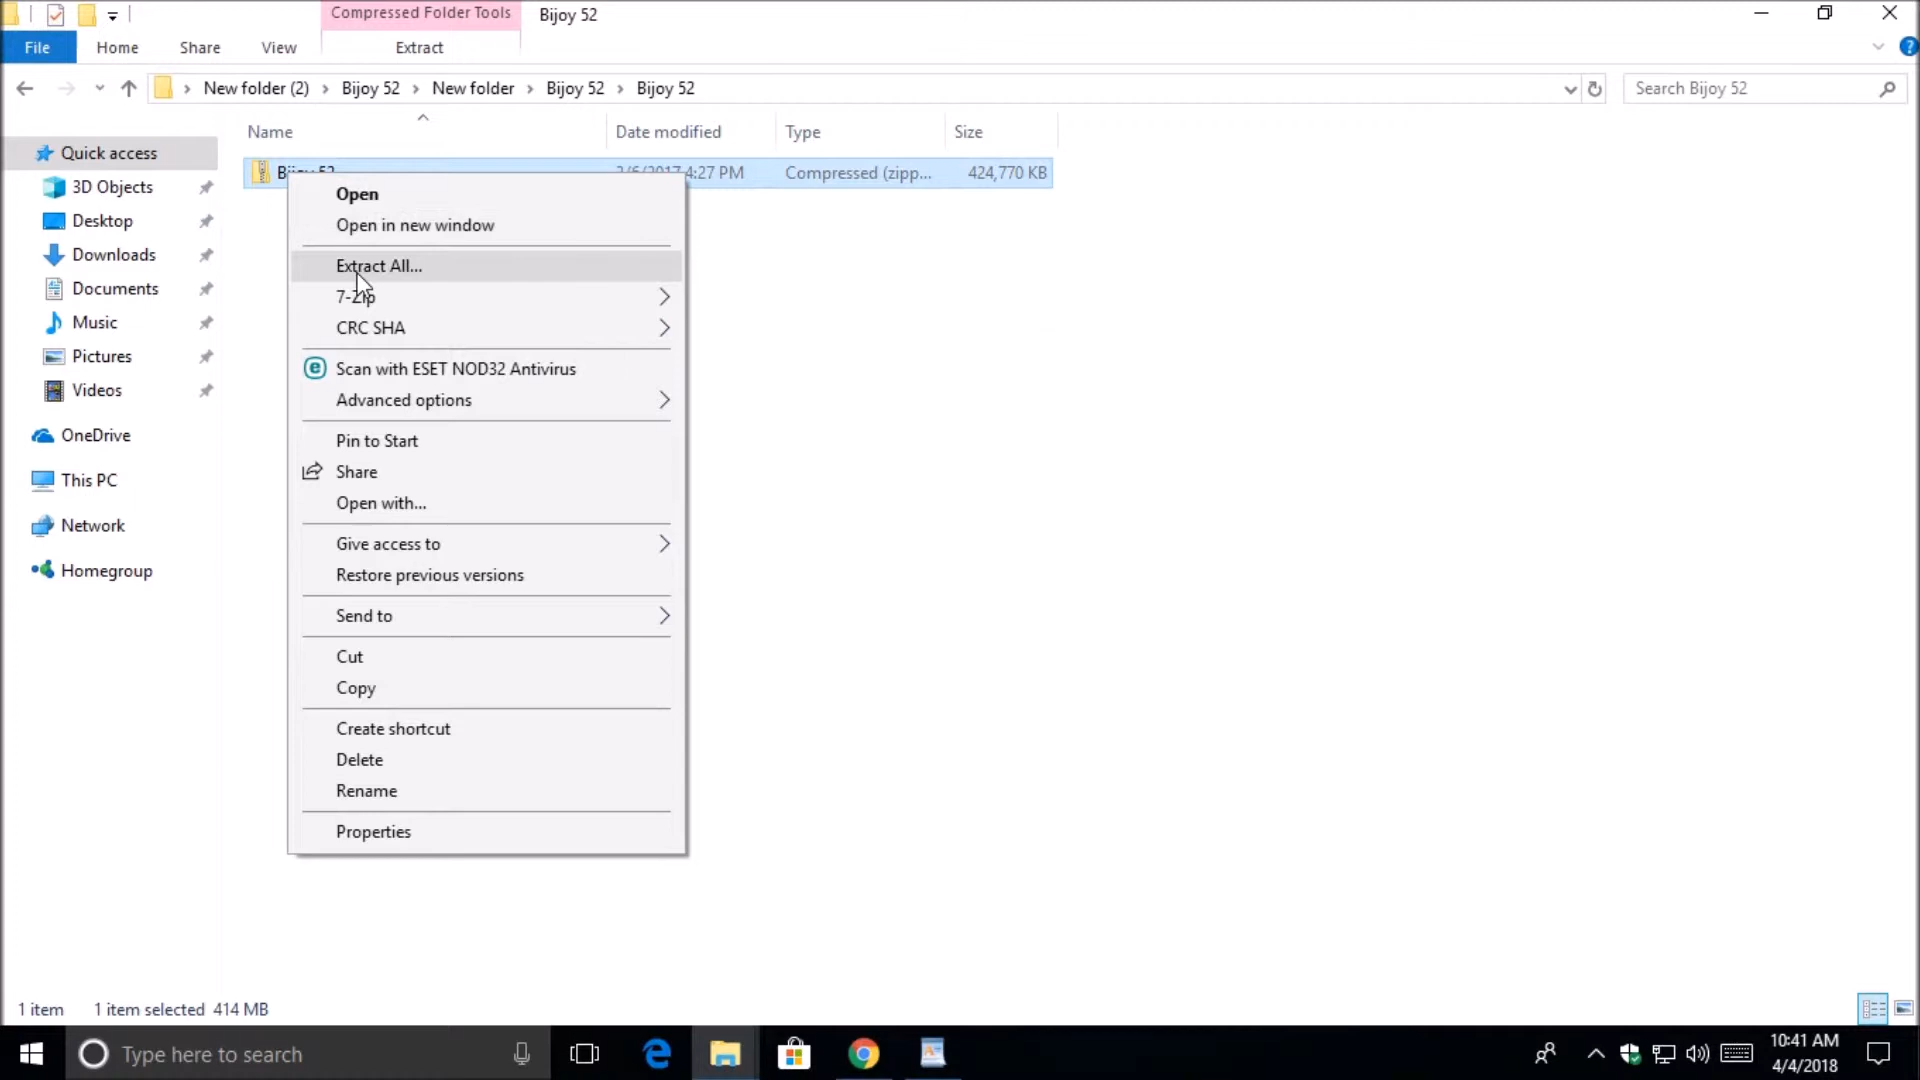 Compressed Folder Tools
Bijoy 52
File
Home
Share
View
Extract
New folder (2)
Bijoy 52
New folder
Bijoy 52
Bijoy 52
Search Bijoy 52
Name
Date modified
Type
Size
4:27 PM
Compressed (zipp...
424,770 KB
Quick access
3D Objects
Desktop
Downloads
Documents
Music
Pictures
Videos
OneDrive
This PC
Network
Homegroup
Open
Open in new window
Extract All...
7-Zip
CRC SHA
Scan with ESET NOD32 Antivirus
Advanced options
Pin to Start
Share
Open with...
Give access to
Restore previous versions
Send to
Cut
Copy
Create shortcut
Delete
Rename
Properties
1 item
1 item selected 414 MB
Type here to search
10:41 AM
4/4/2018